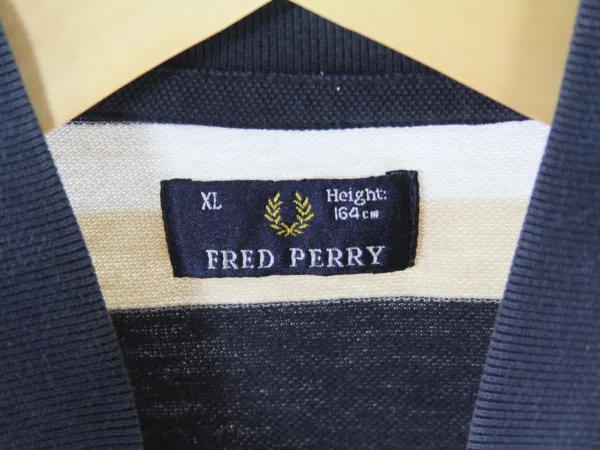 XL
Height:
164cm
FRED PERRY